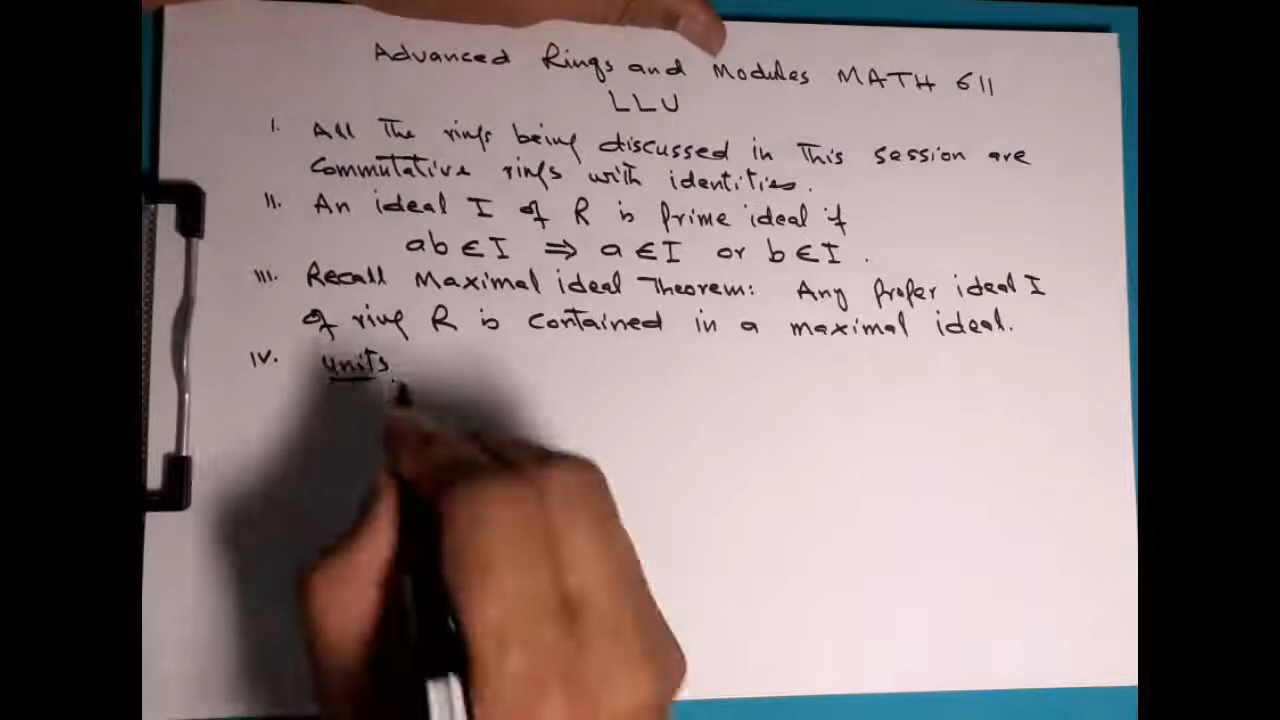 Advanced Rings and Modules MATH 611
LLU
I. All The rings being discussed in This session are
Commutative rings with identities.
II. An ideal I of R is Prime ideal if
ab ∈ I ⇒ a ∈ I or b ∈ I.
III. Recall Maximal ideal Theorem: Any Proper ideal I
of ring R is contained in a maximal ideal.
IV. units